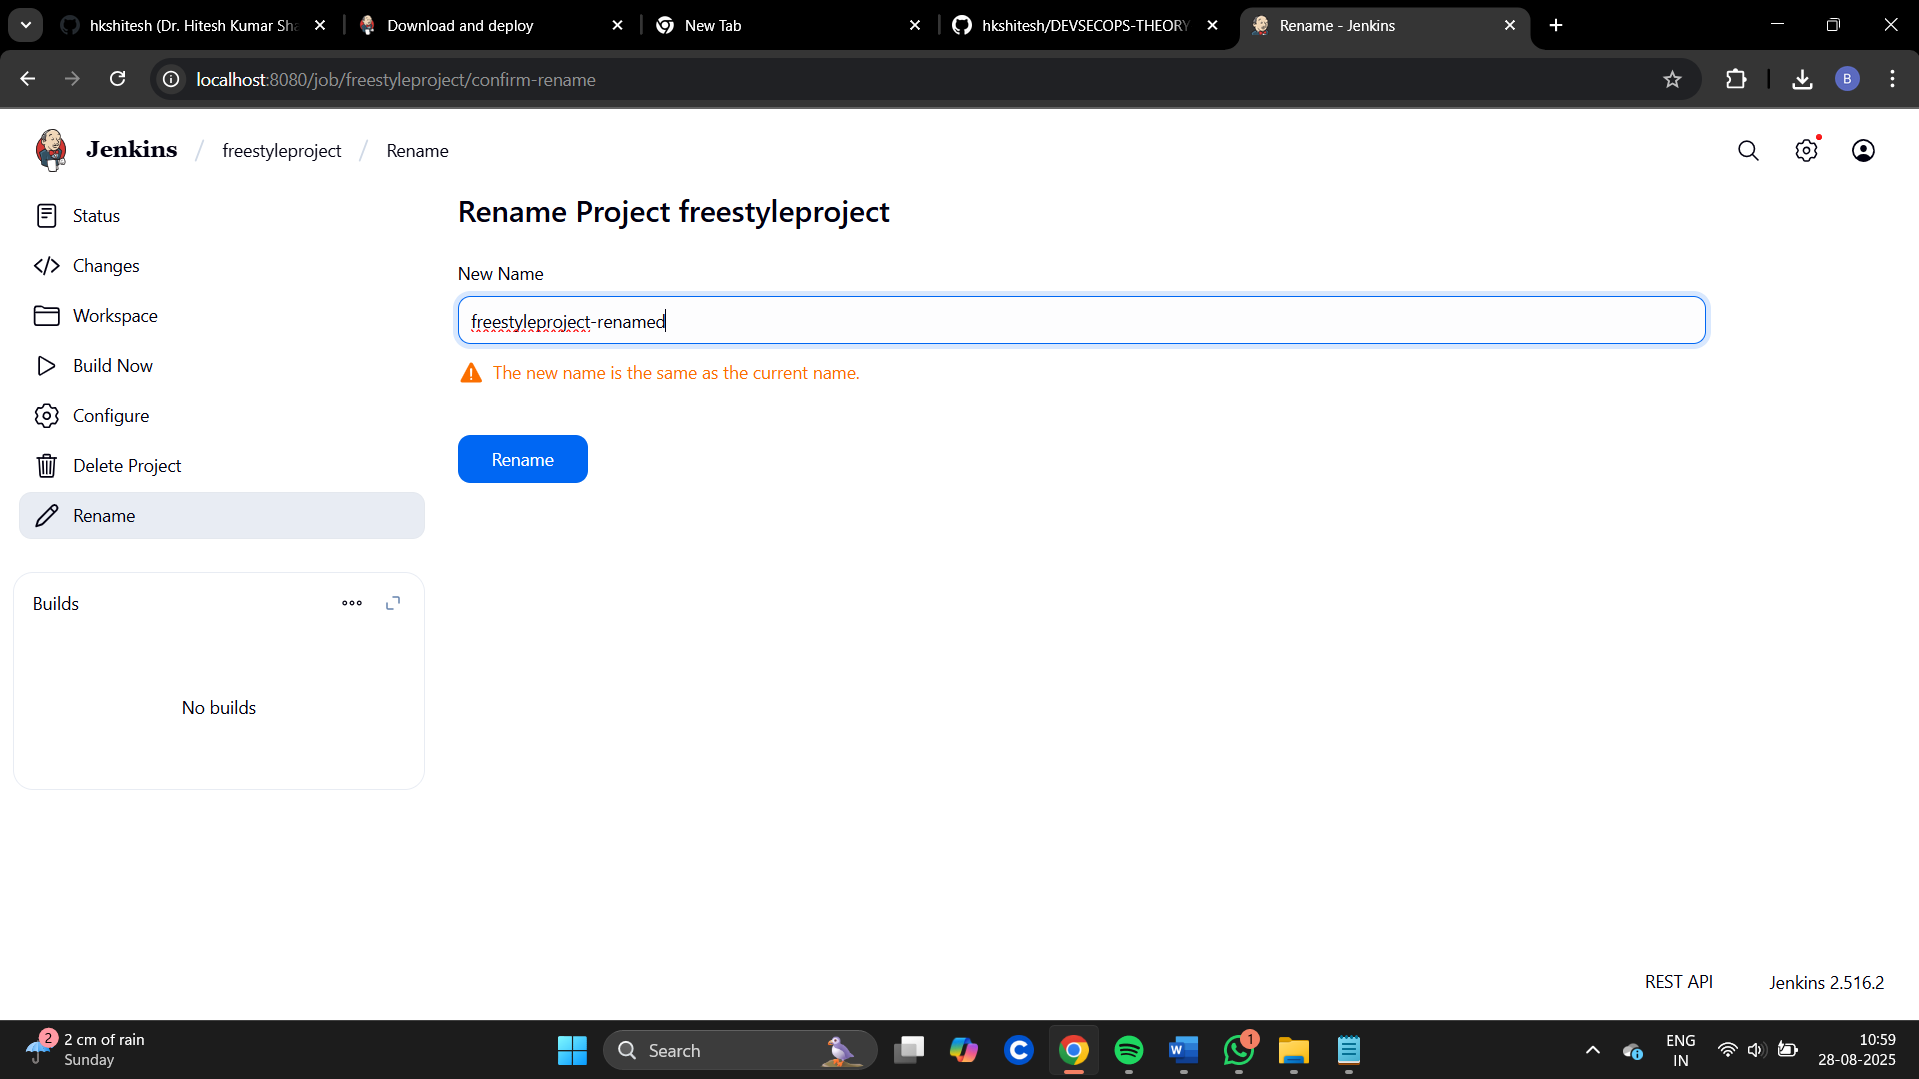 hkshitesh (Dr. Hitesh Kumar Sha
Download and deploy
New Tab
hkshitesh/DEVSECOPS-THEORY
Rename - Jenkins
localhost:8080/job/freestyleproject/confirm-rename
B
Jenkins / freestyleproject / Rename
Status
Changes
Workspace
Build Now
Configure
Delete Project
Rename
Builds
No builds
Rename Project freestyleproject
New Name
freestyleproject-renamed
The new name is the same as the current name.
Rename
REST API
Jenkins 2.516.2
2
2 cm of rain
Sunday
Search
1
ENG
IN
10:59
28-08-2025